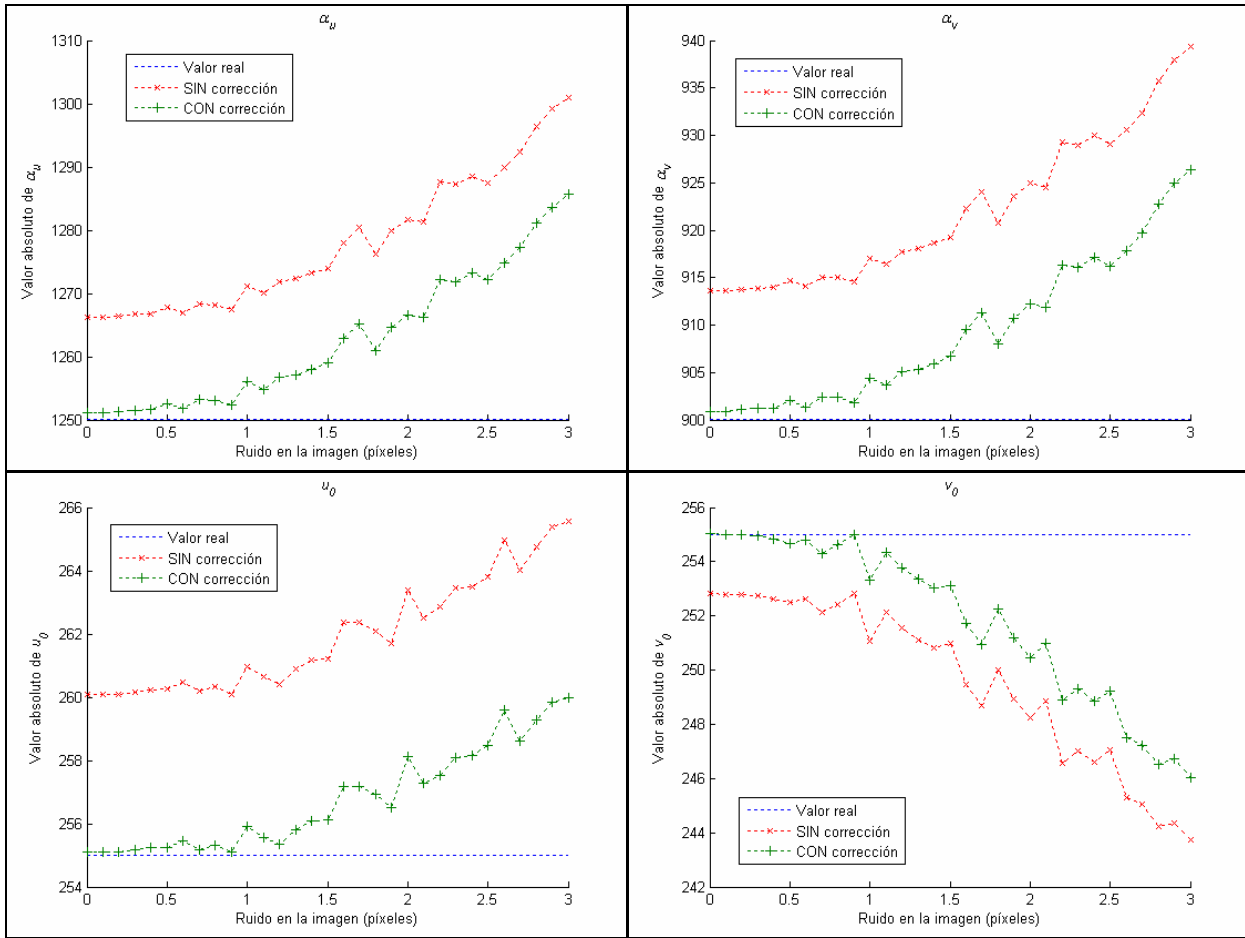 α_u
1310
1300
1290
1280
1270
1260
1250
Valor absoluto de α_u
Valor real
SIN corrección
CON corrección
0 0.5 1 1.5 2 2.5 3
Ruido en la imagen (píxeles)
α_v
940
935
930
925
920
915
910
905
900
Valor absoluto de α_v
Valor real
SIN corrección
CON corrección
0 0.5 1 1.5 2 2.5 3
Ruido en la imagen (píxeles)
u_0
266
264
262
260
258
256
254
Valor absoluto de u_0
Valor real
SIN corrección
CON corrección
0 0.5 1 1.5 2 2.5 3
Ruido en la imagen (píxeles)
v_0
256
254
252
250
248
246
244
242
Valor absoluto de v_0
Valor real
SIN corrección
CON corrección
0 0.5 1 1.5 2 2.5 3
Ruido en la imagen (píxeles)